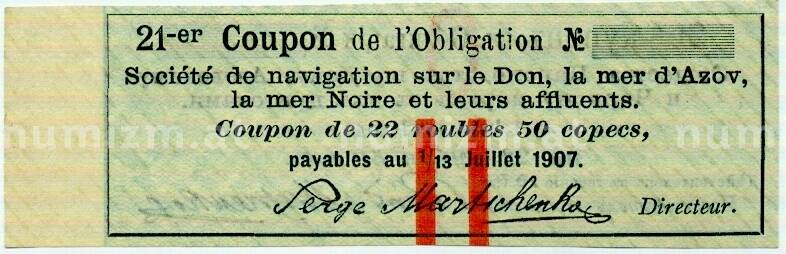 21-er Coupon de l'Obligation №
Société de navigation sur le Don, la mer d'Azov,
la mer Noire et leurs affluents.
Coupon de 22 roubles 50 copecs,
payables au 1/13 Juillet 1907.
Serge Martschenko Directeur.